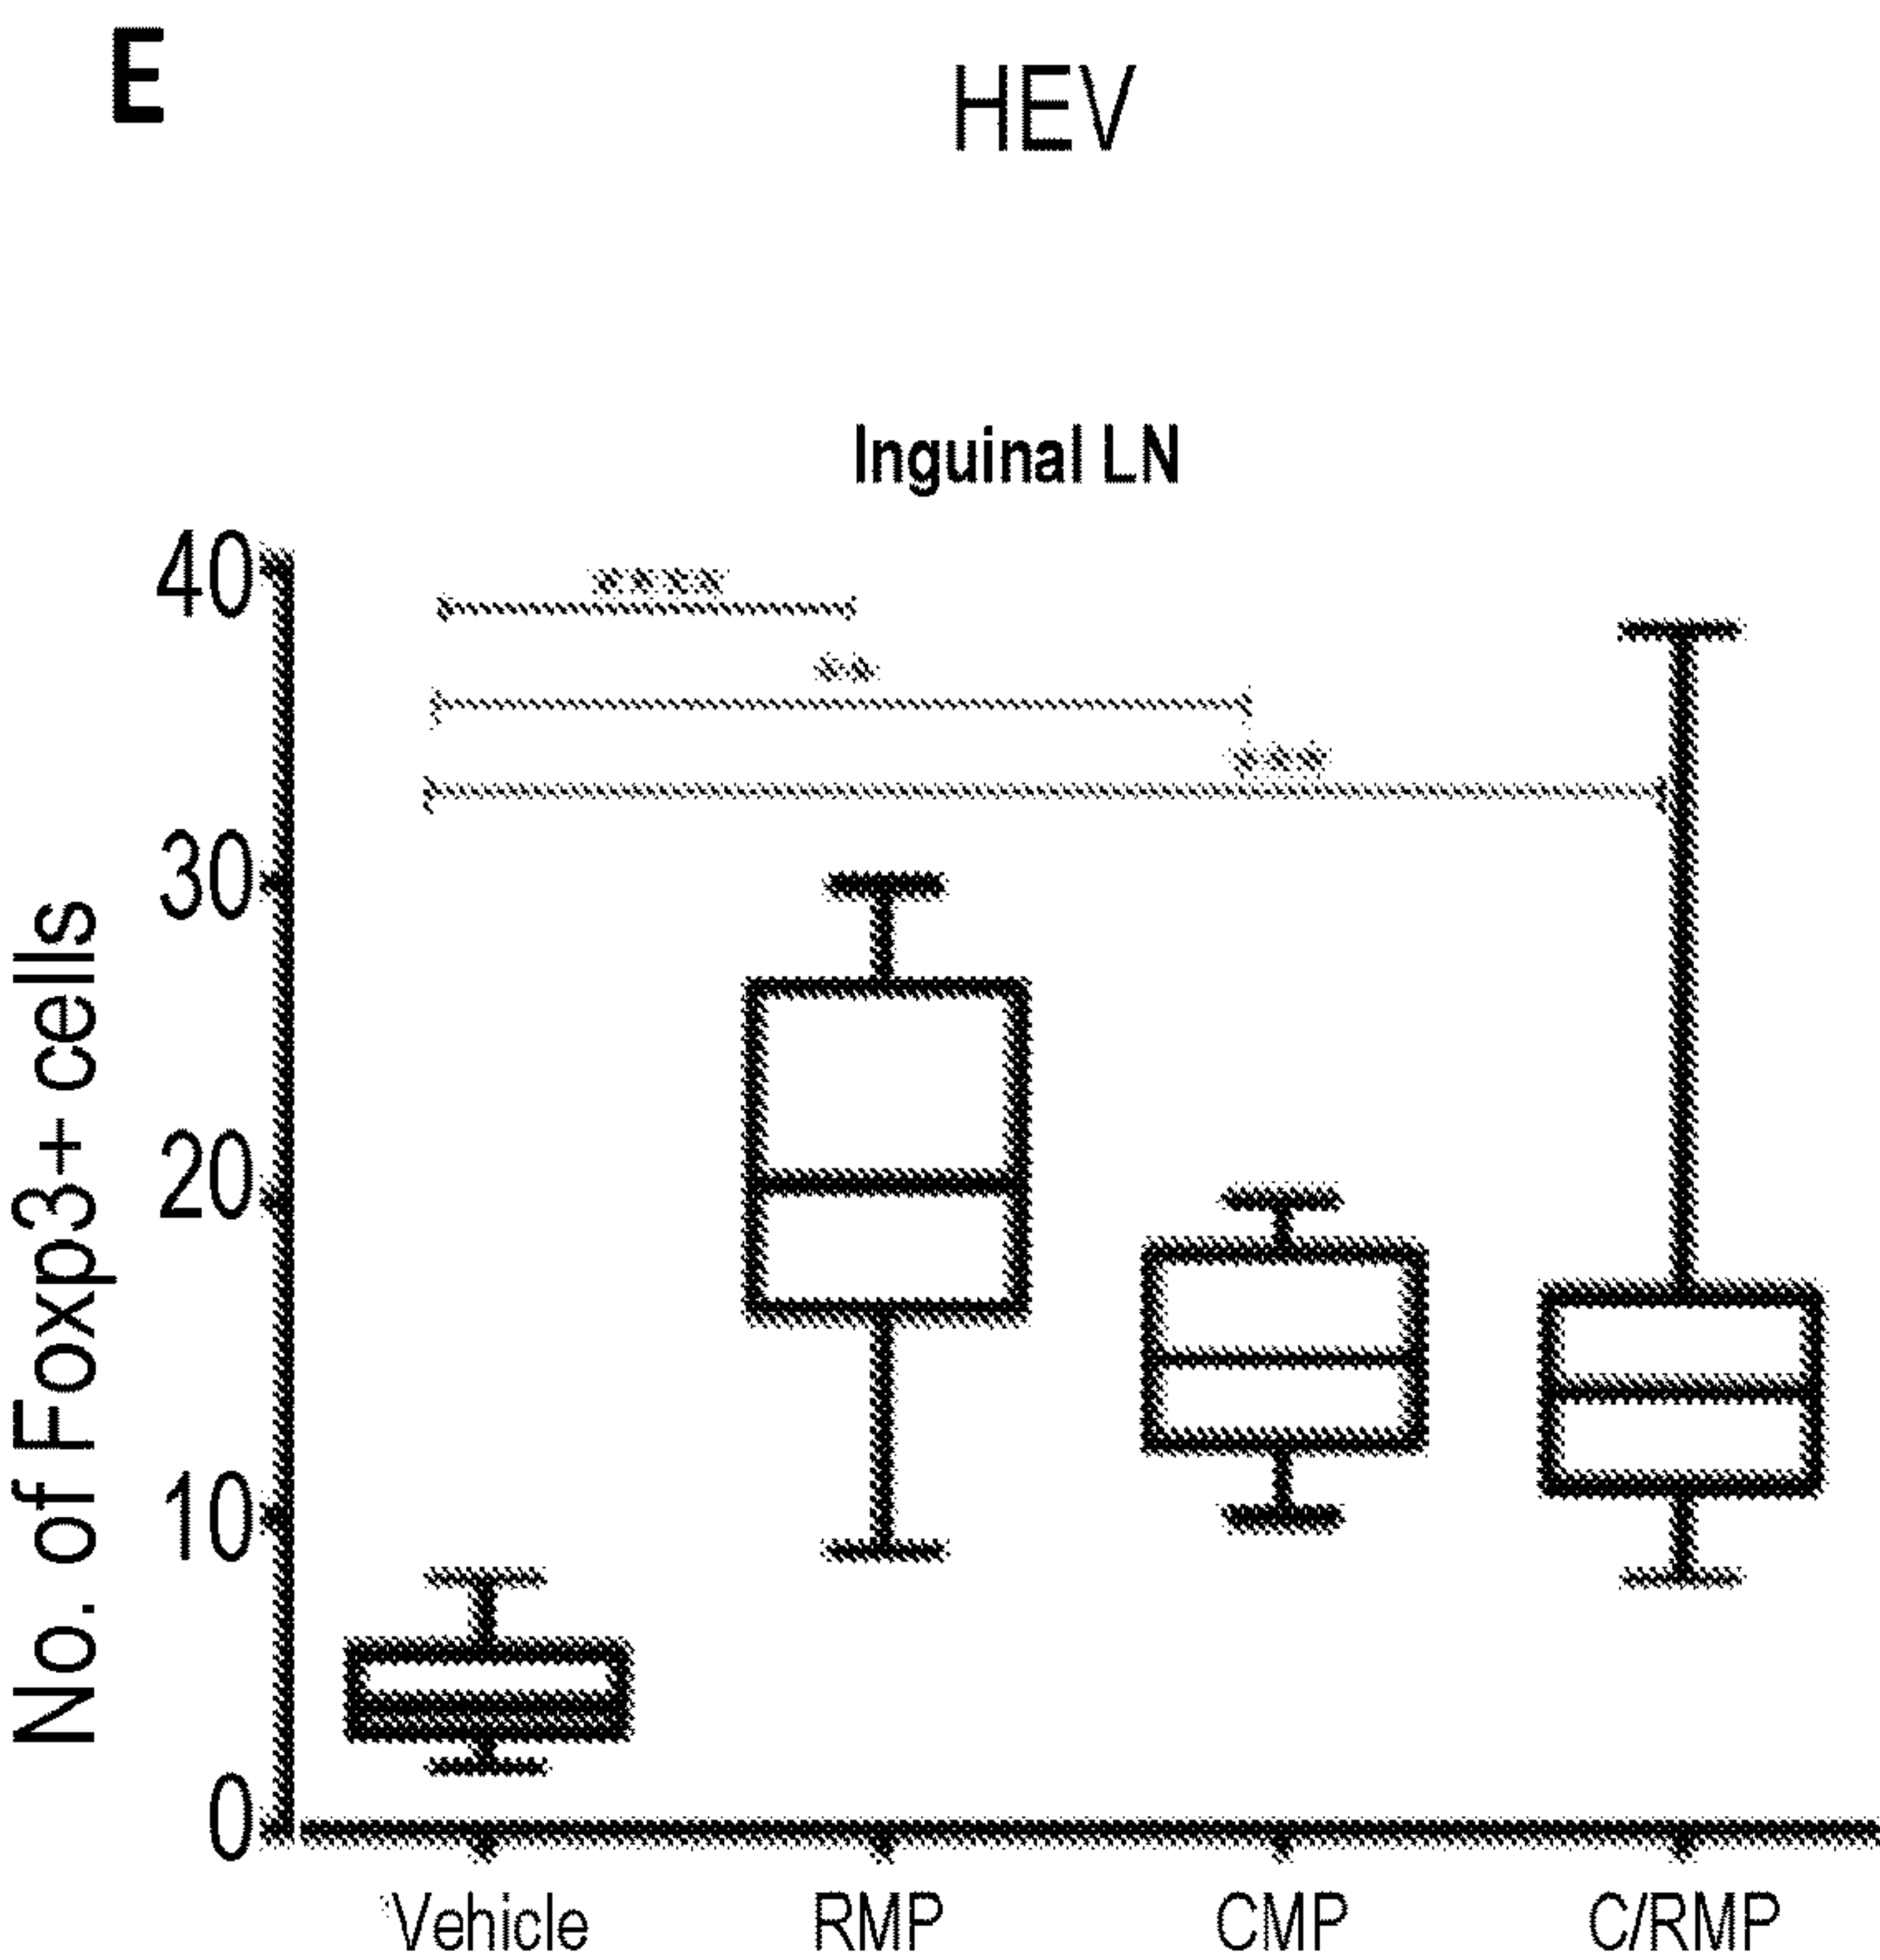 E
HEV
Inguinal LN
No. of Foxp3+ cells
40
30
20
10
0
****
**
***
Vehicle
RMP
CMP
C/RMP